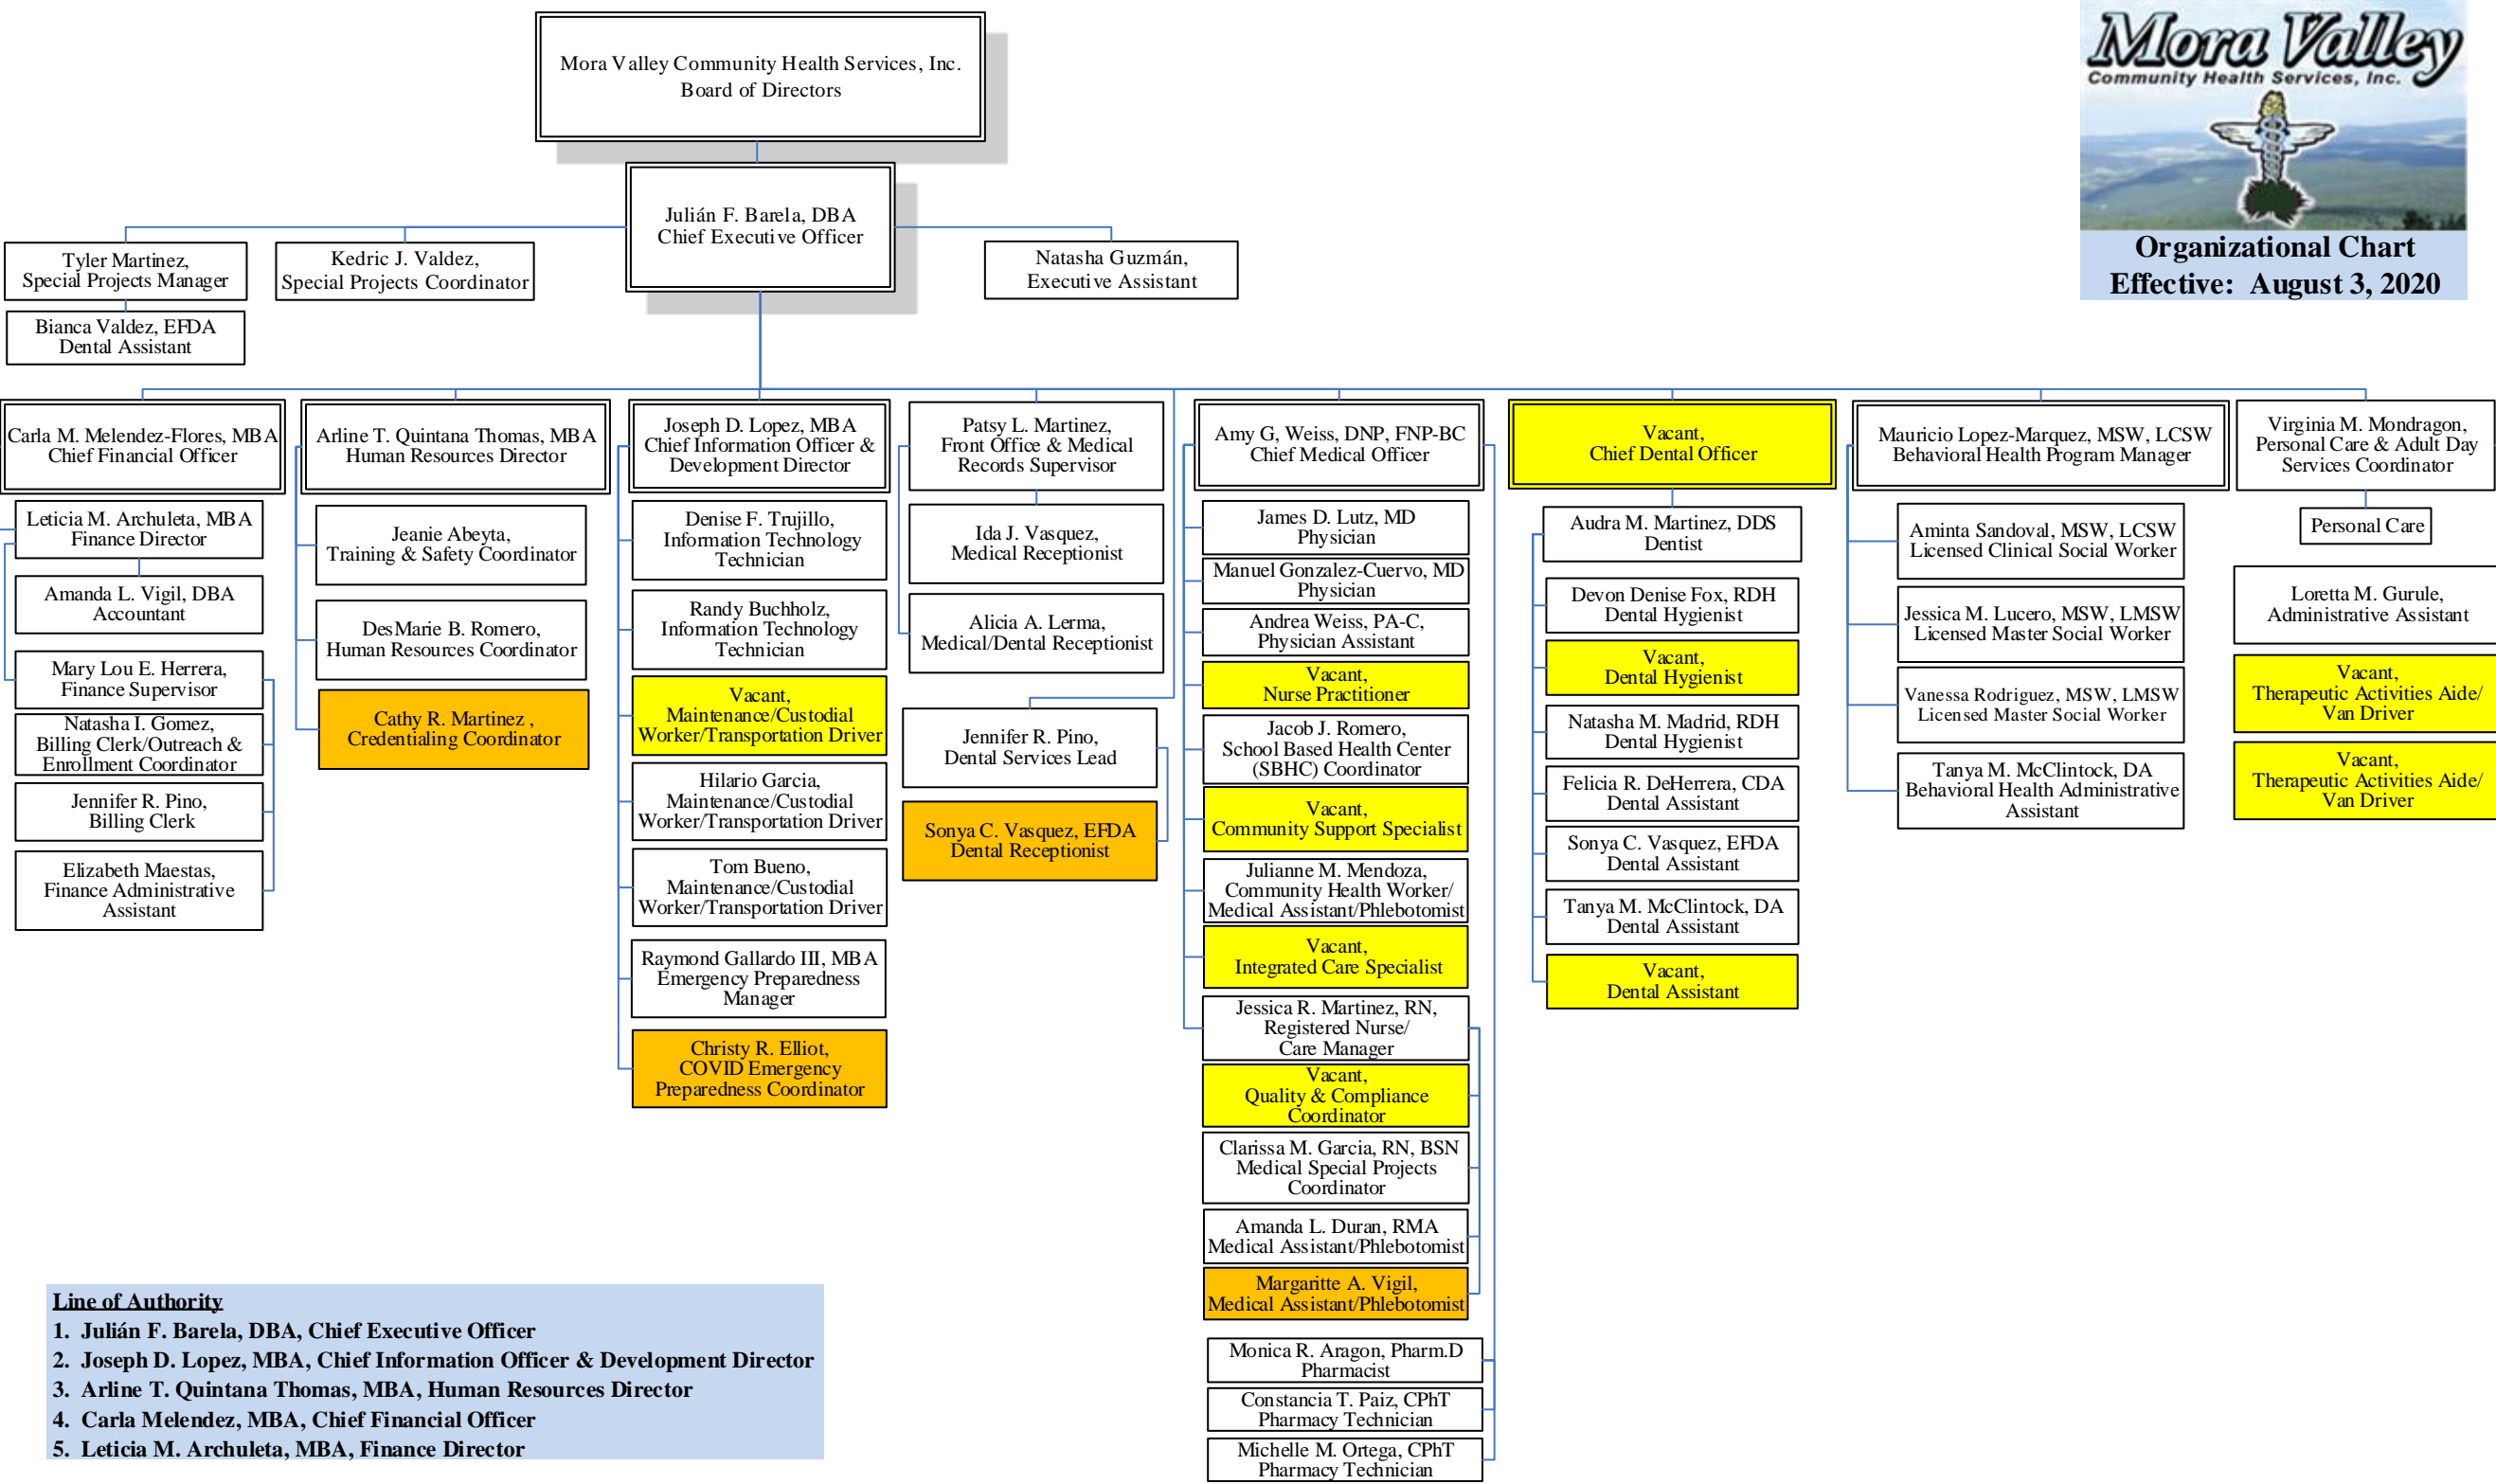 Mora Valley
Community Health Services, Inc.
Organizational Chart
Effective: August 3, 2020
Mora Valley Community Health Services, Inc.
Board of Directors
Julián F. Barela, DBA
Chief Executive Officer
Tyler Martinez,
Special Projects Manager
Bianca Valdez, EFDA
Dental Assistant
Kedric J. Valdez,
Special Projects Coordinator
Natasha Guzmán,
Executive Assistant
Carla M. Melendez-Flores, MBA
Chief Financial Officer
Leticia M. Archuleta, MBA
Finance Director
Amanda L. Vigil, DBA
Accountant
Mary Lou E. Herrera,
Finance Supervisor
Natasha I. Gomez,
Billing Clerk/Outreach &
Enrollment Coordinator
Jennifer R. Pino,
Billing Clerk
Elizabeth Maestas,
Finance Administrative
Assistant
Arline T. Quintana Thomas, MBA
Human Resources Director
Jeanie Abeyta,
Training & Safety Coordinator
DesMarie B. Romero,
Human Resources Coordinator
Cathy R. Martinez ,
Credentialing Coordinator
Joseph D. Lopez, MBA
Chief Information Officer &
Development Director
Denise F. Trujillo,
Information Technology
Technician
Randy Buchholz,
Information Technology
Technician
Vacant,
Maintenance/Custodial
Worker/Transportation Driver
Hilario Garcia,
Maintenance/Custodial
Worker/Transportation Driver
Tom Bueno,
Maintenance/Custodial
Worker/Transportation Driver
Raymond Gallardo III, MBA
Emergency Preparedness
Manager
Christy R. Elliot,
COVID Emergency
Preparedness Coordinator
Patsy L. Martinez,
Front Office & Medical
Records Supervisor
Ida J. Vasquez,
Medical Receptionist
Alicia A. Lerma,
Medical/Dental Receptionist
Jennifer R. Pino,
Dental Services Lead
Sonya C. Vasquez, EFDA
Dental Receptionist
Amy G, Weiss, DNP, FNP-BC
Chief Medical Officer
James D. Lutz, MD
Physician
Manuel Gonzalez-Cuervo, MD
Physician
Andrea Weiss, PA-C,
Physician Assistant
Vacant,
Nurse Practitioner
Jacob J. Romero,
School Based Health Center
(SBHC) Coordinator
Vacant,
Community Support Specialist
Julianne M. Mendoza,
Community Health Worker/
Medical Assistant/Phlebotomist
Vacant,
Integrated Care Specialist
Jessica R. Martinez, RN,
Registered Nurse/
Care Manager
Vacant,
Quality & Compliance
Coordinator
Clarissa M. Garcia, RN, BSN
Medical Special Projects
Coordinator
Amanda L. Duran, RMA
Medical Assistant/Phlebotomist
Margaritte A. Vigil,
Medical Assistant/Phlebotomist
Monica R. Aragon, Pharm.D
Pharmacist
Constancia T. Paiz, CPhT
Pharmacy Technician
Michelle M. Ortega, CPhT
Pharmacy Technician
Vacant,
Chief Dental Officer
Audra M. Martinez, DDS
Dentist
Devon Denise Fox, RDH
Dental Hygienist
Vacant,
Dental Hygienist
Natasha M. Madrid, RDH
Dental Hygienist
Felicia R. DeHerrera, CDA
Dental Assistant
Sonya C. Vasquez, EFDA
Dental Assistant
Tanya M. McClintock, DA
Dental Assistant
Vacant,
Dental Assistant
Mauricio Lopez-Marquez, MSW, LCSW
Behavioral Health Program Manager
Aminta Sandoval, MSW, LCSW
Licensed Clinical Social Worker
Jessica M. Lucero, MSW, LMSW
Licensed Master Social Worker
Vanessa Rodriguez, MSW, LMSW
Licensed Master Social Worker
Tanya M. McClintock, DA
Behavioral Health Administrative
Assistant
Virginia M. Mondragon,
Personal Care & Adult Day
Services Coordinator
Personal Care
Loretta M. Gurule,
Administrative Assistant
Vacant,
Therapeutic Activities Aide/
Van Driver
Vacant,
Therapeutic Activities Aide/
Van Driver
Line of Authority
1. Julián F. Barela, DBA, Chief Executive Officer
2. Joseph D. Lopez, MBA, Chief Information Officer & Development Director
3. Arline T. Quintana Thomas, MBA, Human Resources Director
4. Carla Melendez, MBA, Chief Financial Officer
5. Leticia M. Archuleta, MBA, Finance Director